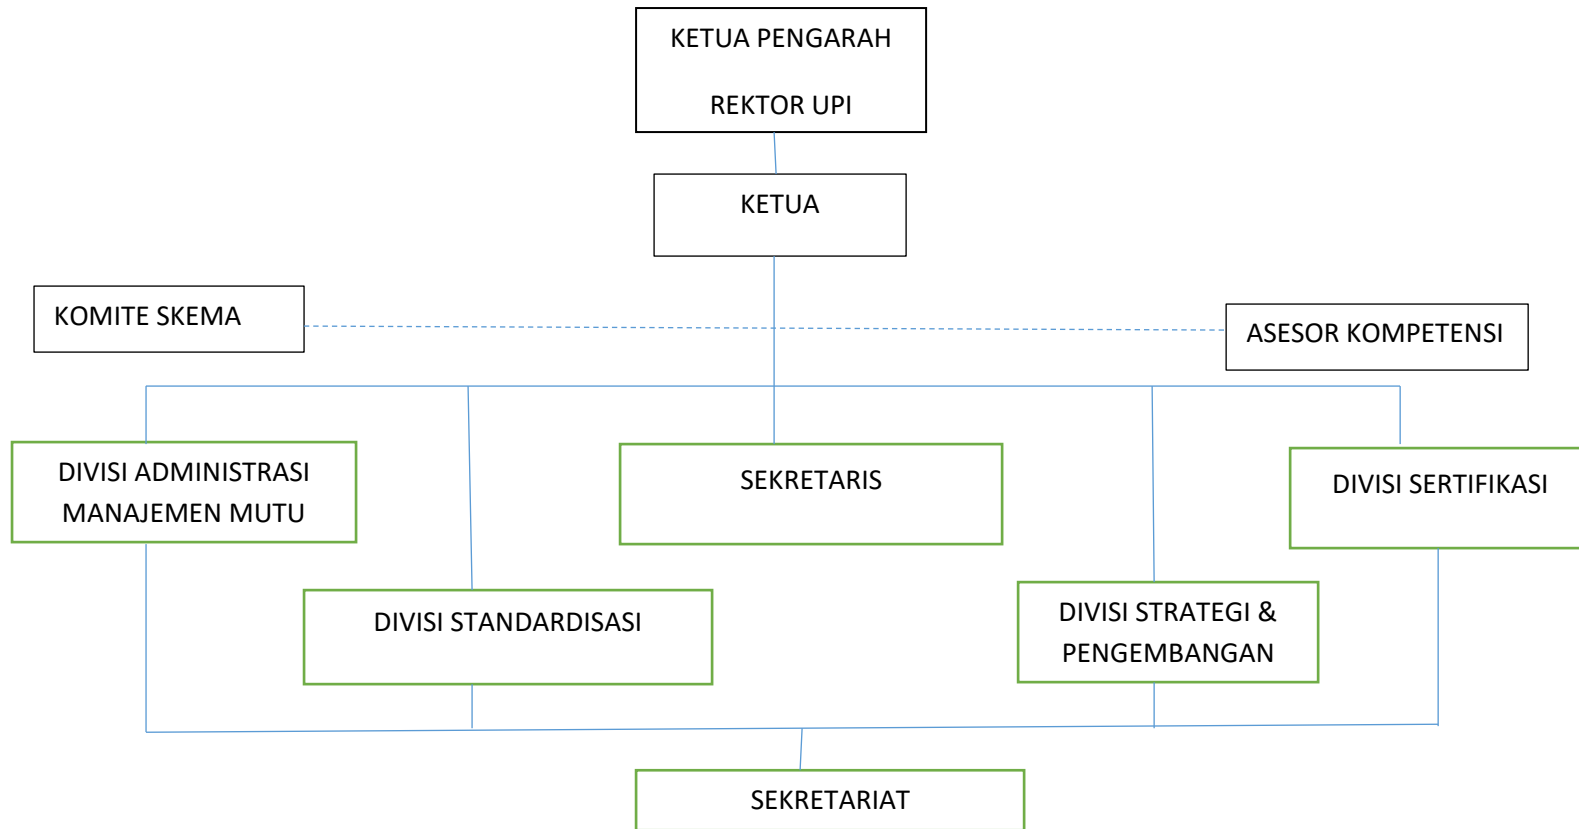 KETUA PENGARAH
REKTOR UPI
KETUA
KOMITE SKEMA
ASESOR KOMPETENSI
DIVISI ADMINISTRASI
MANAJEMEN MUTU
SEKRETARIS
DIVISI SERTIFIKASI
DIVISI STANDARDISASI
DIVISI STRATEGI &
PENGEMBANGAN
SEKRETARIAT